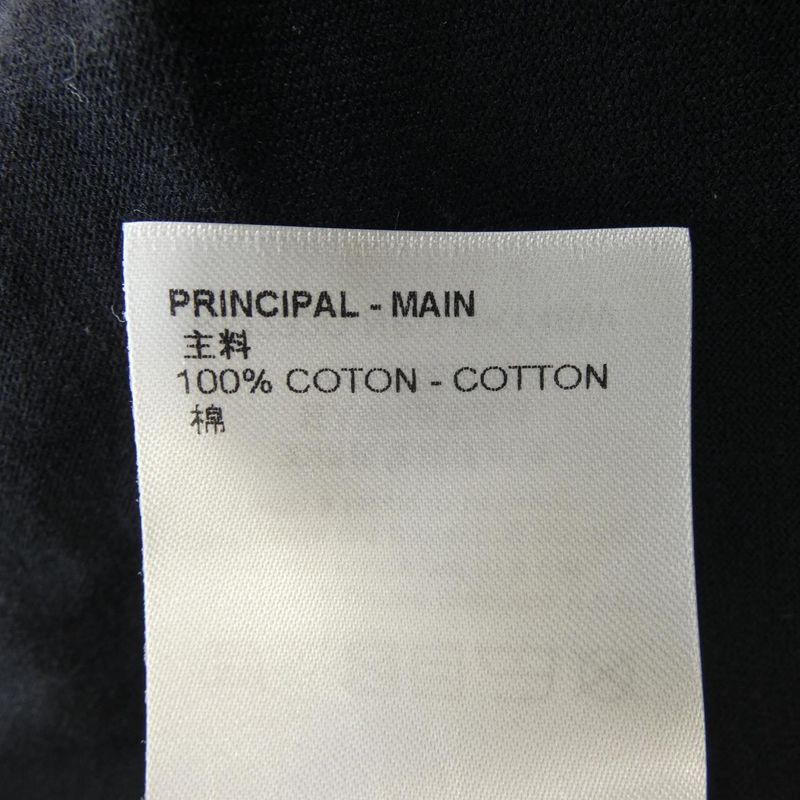 PRINCIPAL - MAIN
主料
100% COTON - COTTON
棉